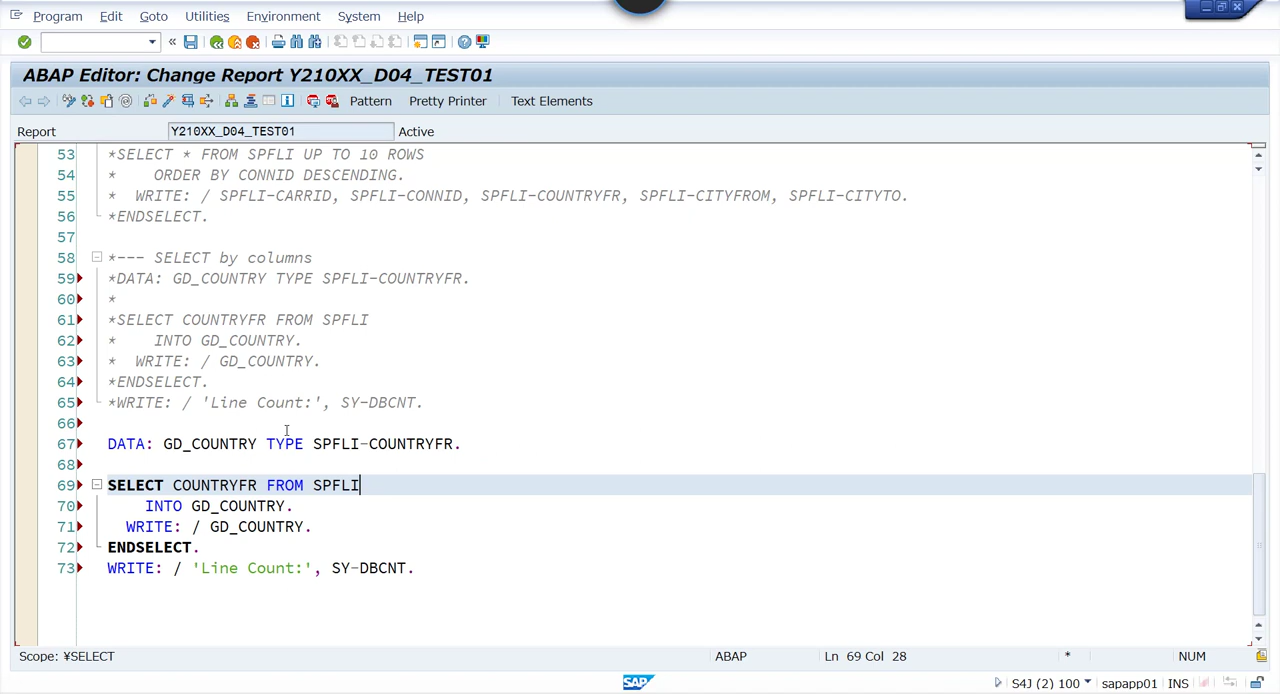 Program Edit Goto Utilities Environment System Help
ABAP Editor: Change Report Y210XX_D04_TEST01
Pattern Pretty Printer Text Elements
Report Y210XX_D04_TEST01 Active
53 *SELECT * FROM SPFLI UP TO 10 ROWS
54 *    ORDER BY CONNID DESCENDING.
55 *  WRITE: / SPFLI-CARRID, SPFLI-CONNID, SPFLI-COUNTRYFR, SPFLI-CITYFROM, SPFLI-CITYTO.
56 *ENDSELECT.
57
58 *--- SELECT by columns
59 *DATA: GD_COUNTRY TYPE SPFLI-COUNTRYFR.
60 *
61 *SELECT COUNTRYFR FROM SPFLI
62 *    INTO GD_COUNTRY.
63 *  WRITE: / GD_COUNTRY.
64 *ENDSELECT.
65 *WRITE: / 'Line Count:', SY-DBCNT.
66
67 DATA: GD_COUNTRY TYPE SPFLI-COUNTRYFR.
68
69 SELECT COUNTRYFR FROM SPFLI
70     INTO GD_COUNTRY.
71   WRITE: / GD_COUNTRY.
72 ENDSELECT.
73 WRITE: / 'Line Count:', SY-DBCNT.
Scope: ¥SELECT ABAP Ln 69 Col 28 * NUM
SAP S4J (2) 100 sapapp01 INS